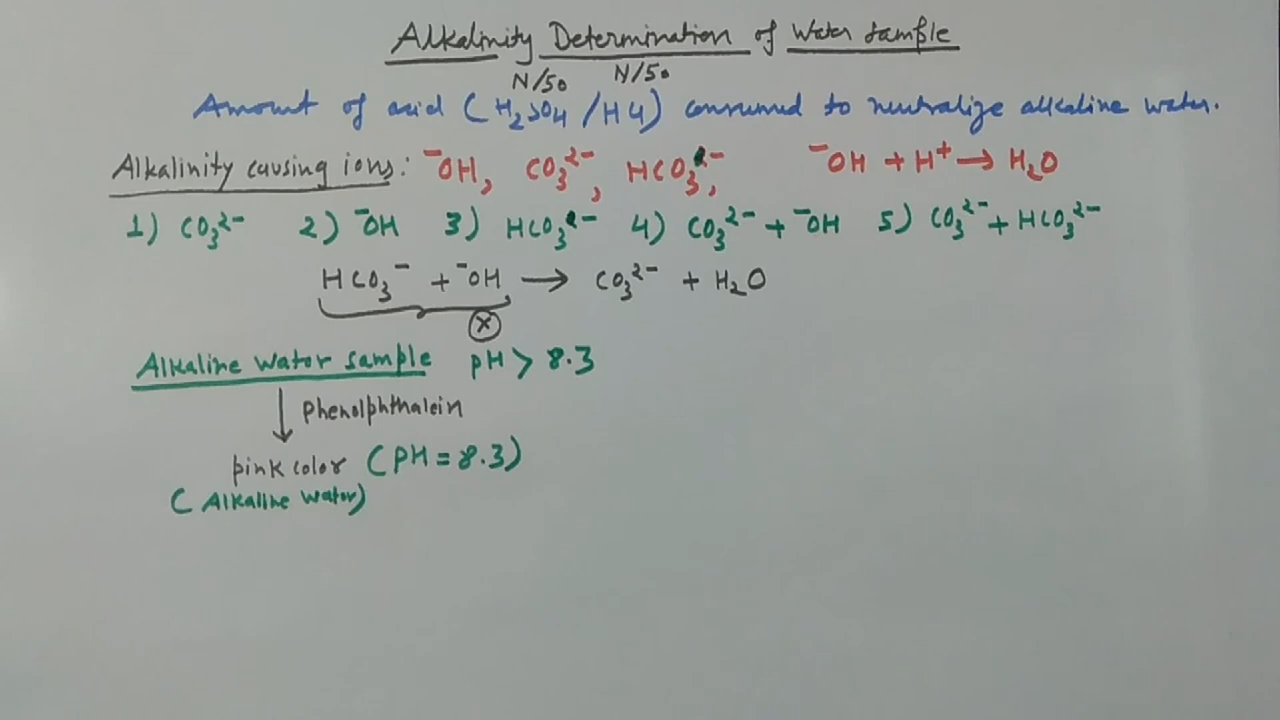 Alkalinity Determination of Water Sample
N/50 N/50
Amount of acid (H₂SO₄ / HCl) consumed to neutralize alkaline water.
Alkalinity causing ions: ⁻OH, CO₃²⁻, HCO₃⁻, ⁻OH + H⁺ → H₂O
1) CO₃²⁻ 2) ⁻OH 3) HCO₃⁻ 4) CO₃²⁻ + ⁻OH 5) CO₃²⁻ + HCO₃²⁻
HCO₃⁻ + ⁻OH → CO₃²⁻ + H₂O
ⓧ
Alkaline water sample pH > 8.3
↓ phenolphthalein
pink color (PH = 8.3)
(Alkaline water)